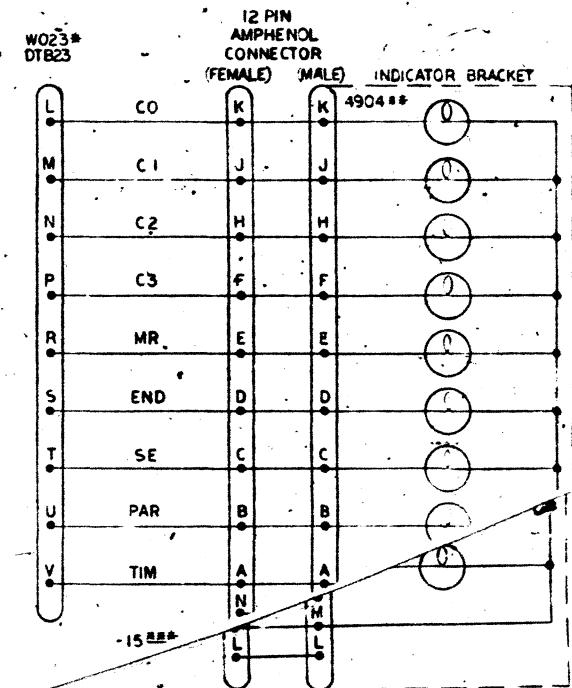 12 PIN
AMPHENOL
CONNECTOR
W023*
DTB23
(FEMALE) (MALE) INDICATOR BRACKET
L C0 K K 4904**
M C1 J J
N C2 H H
P C3 F F
R MR E E
S END D D
T SE C C
U PAR B B
V TIM A A
N
M
-15***
L L